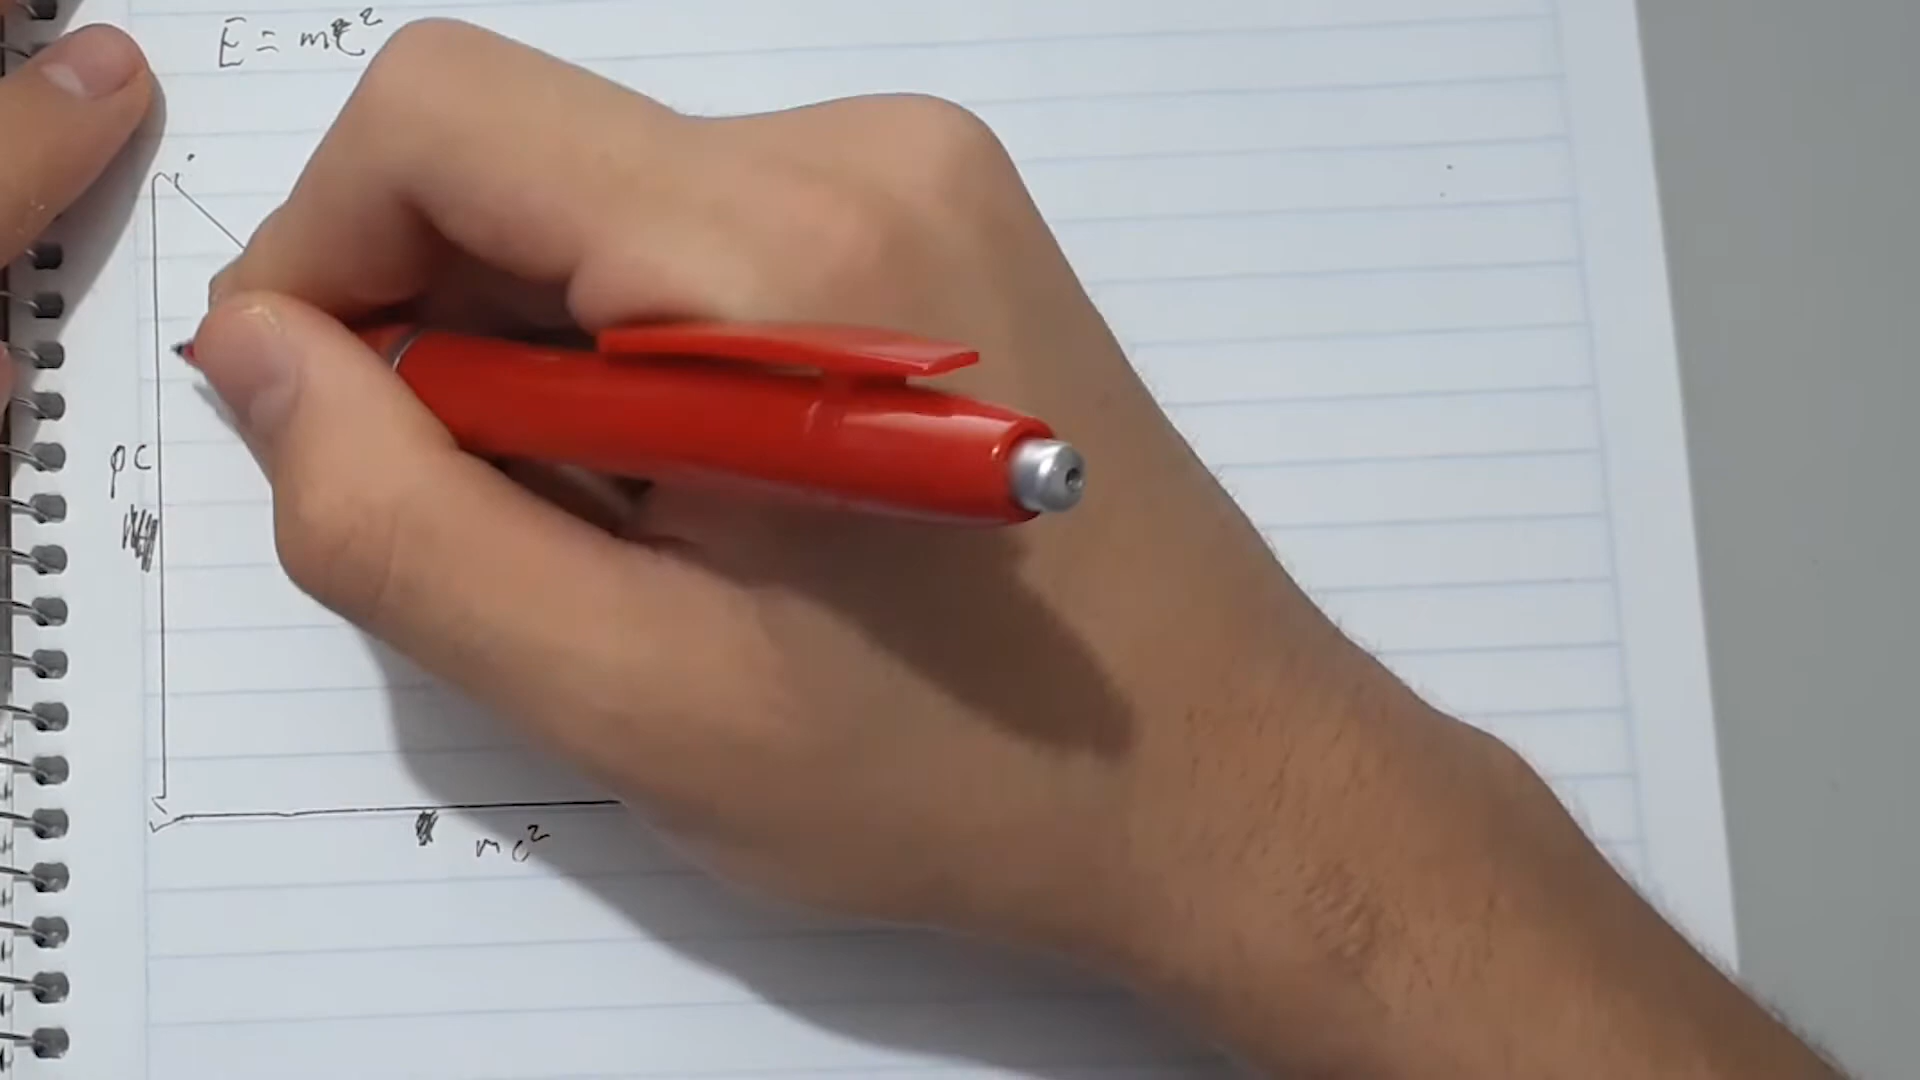 E = mc²
pc
mc²